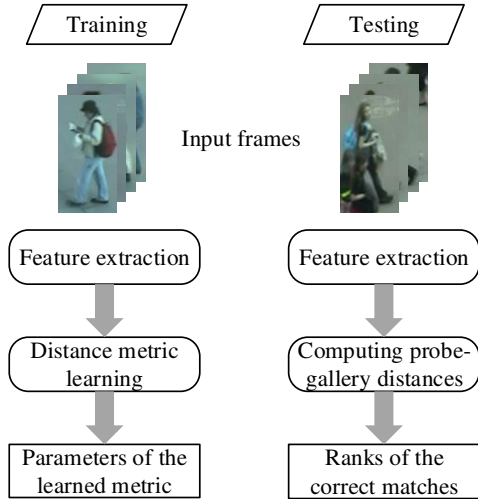 Training
Testing
Input frames
Feature extraction
Feature extraction
Distance metric
learning
Computing probe-
gallery distances
Parameters of the
learned metric
Ranks of the
correct matches